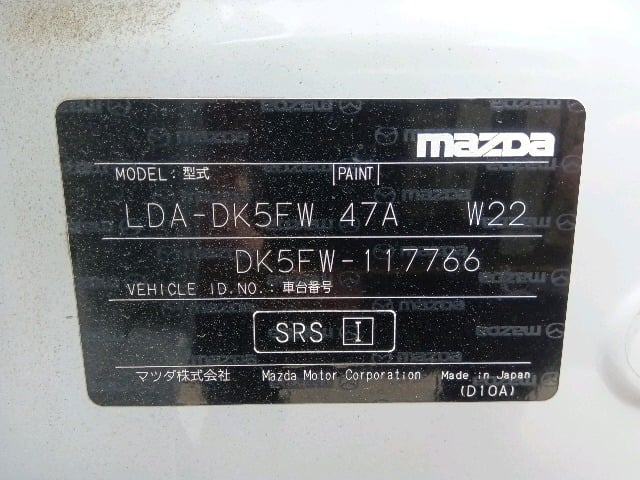 mazda
MODEL:型式 PAINT
LDA-DK5FW 47A W22
DK5FW-117766
VEHICLE ID.NO.:車台番号
SRS I
マツダ株式会社 Mazda Motor Corporation Made in Japan
(D10A)